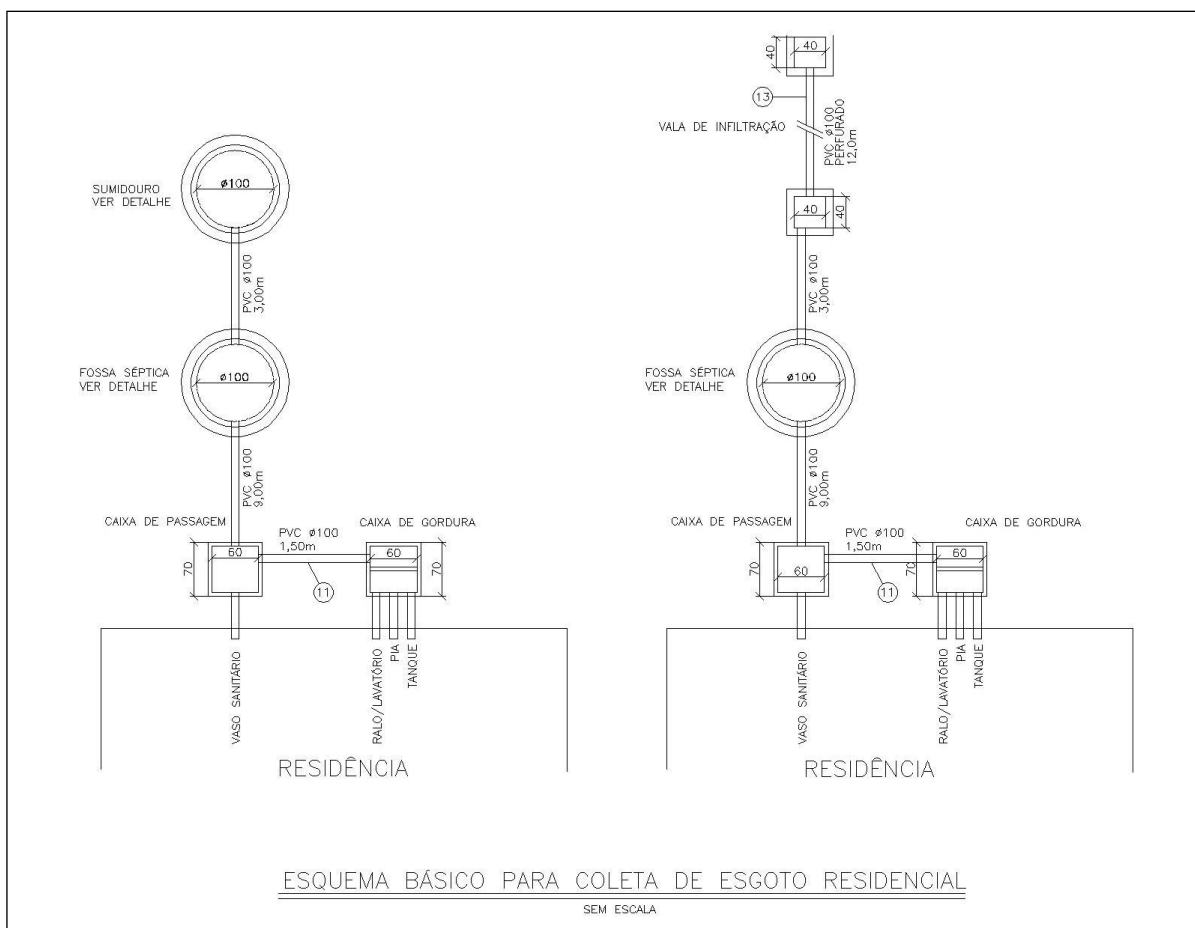 SUMIDOURO
VER DETALHE
ø100
PVC ø100
3,00m
FOSSA SÉPTICA
VER DETALHE
ø100
PVC ø100
9,00m
CAIXA DE PASSAGEM
PVC ø100
1,50m
CAIXA DE GORDURA
70
60
60
70
11
VASO SANITÁRIO
RALO/LAVATÓRIO
PIA
TANQUE
RESIDÊNCIA
40
40
13
VALA DE INFILTRAÇÃO
PVC ø100
PERFURADO
12,0m
40
40
PVC ø100
3,00m
FOSSA SÉPTICA
VER DETALHE
ø100
PVC ø100
9,00m
CAIXA DE PASSAGEM
PVC ø100
1,50m
CAIXA DE GORDURA
70
60
70
60
11
VASO SANITÁRIO
RALO/LAVATÓRIO
PIA
TANQUE
RESIDÊNCIA
ESQUEMA BÁSICO PARA COLETA DE ESGOTO RESIDENCIAL
SEM ESCALA